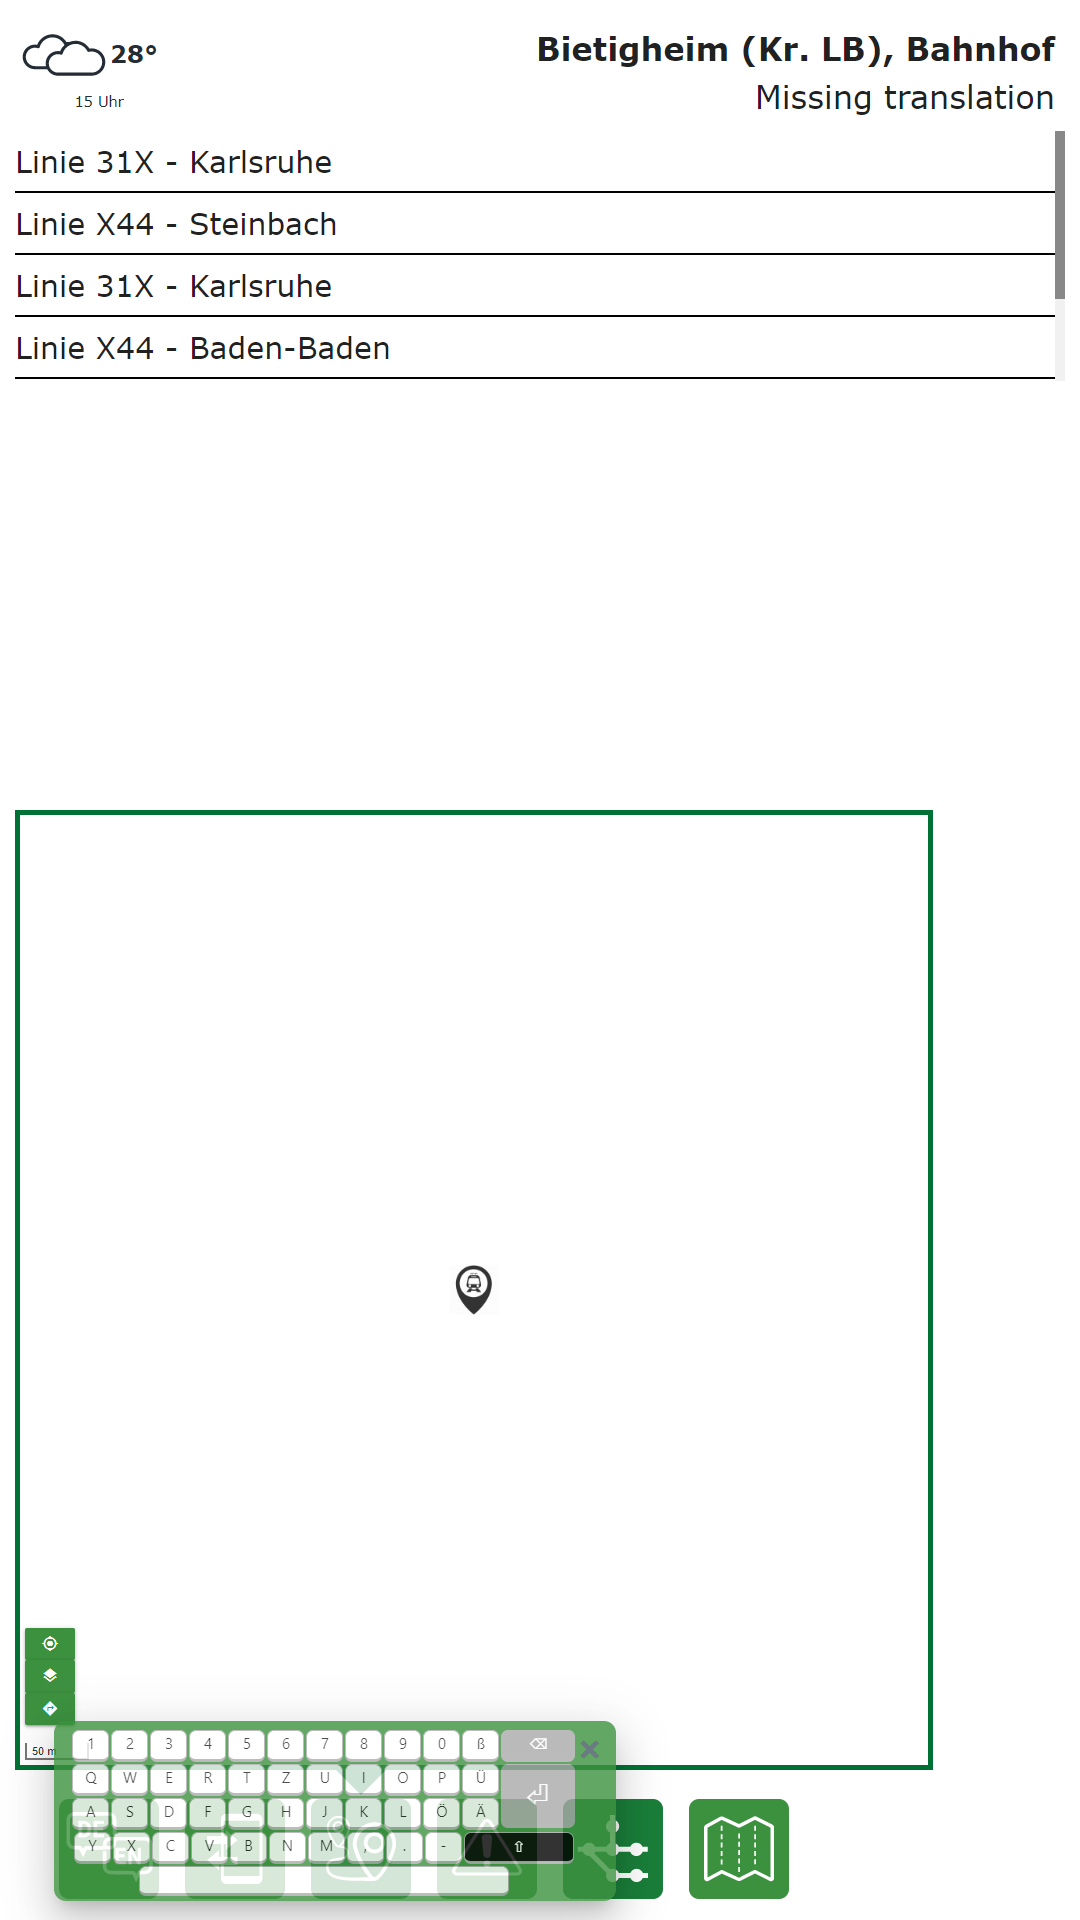 28°
15 Uhr
Bietigheim (Kr. LB), Bahnhof
Missing translation
Linie 31X - Karlsruhe
Linie X44 - Steinbach
Linie 31X - Karlsruhe
Linie X44 - Baden-Baden
50 m
1 2 3 4 5 6 7 8 9 0 ß ⌫
Q W E R T Z U I O P Ü
A S D F G H J K L Ö Ä
Y X C V B N M , . - ⇧
DE
EN